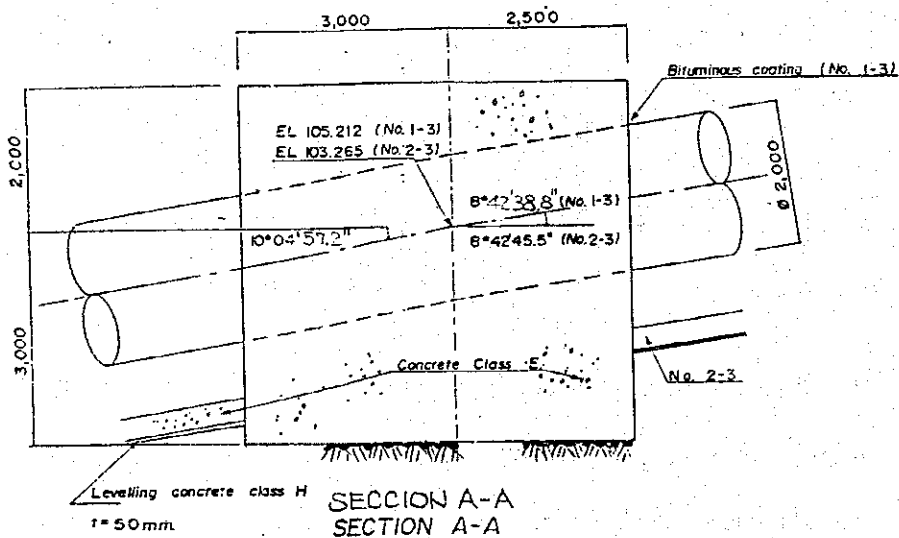 3,000
2,500
Bituminous coating (No. 1-3)
EL 105.212 (No. 1-3)
EL 103.265 (No. 2-3)
2,000
ø 2,000
8°42'38.8" (No. 1-3)
10°04'57.2"
8°42'45.5" (No. 2-3)
3,000
Concrete Class E
No. 2-3
Levelling concrete class H
t = 50 mm
SECCION A-A
SECTION A-A